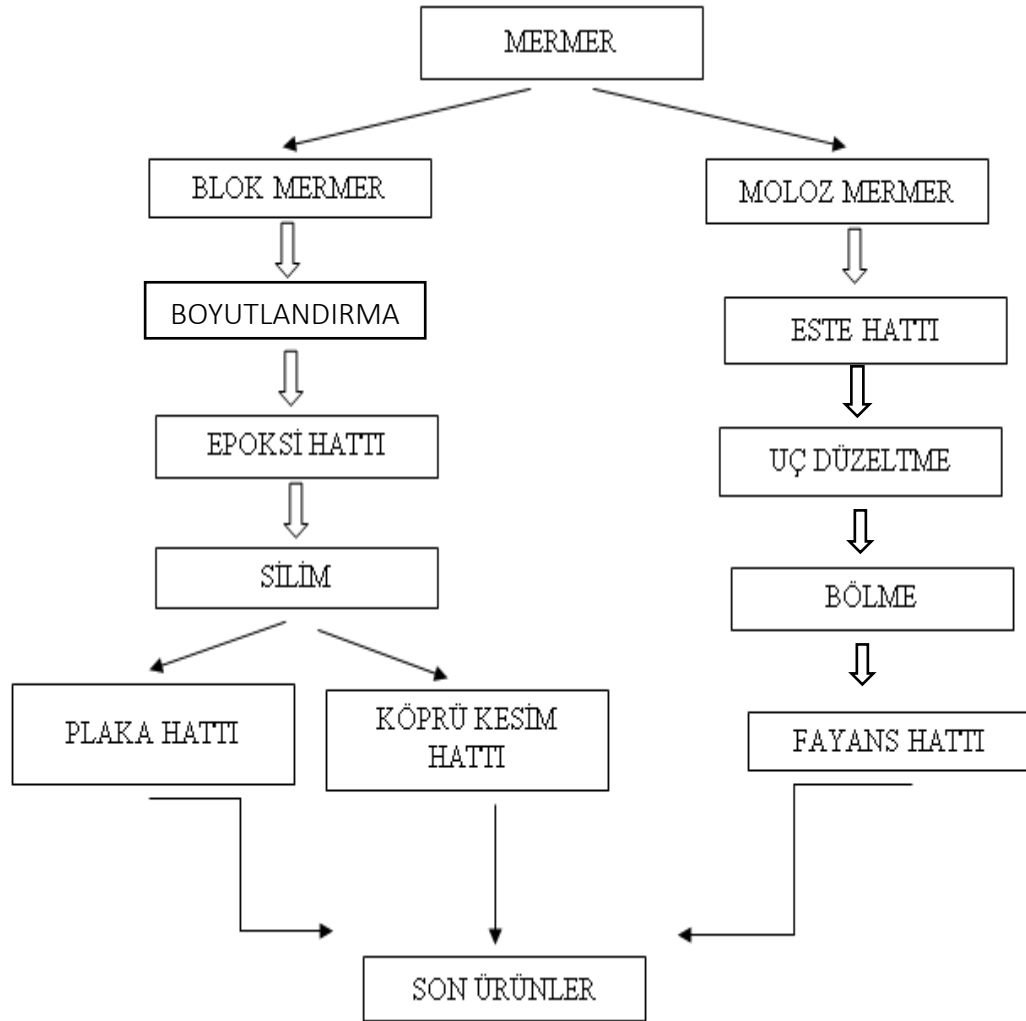 MERMER
BLOK MERMER
MOLOZ MERMER
BOYUTLANDIRMA
ESTE HATTI
EPOKSİ HATTI
UÇ DÜZELTME
SİLİM
BÖLME
PLAKA HATTI
KÖPRÜ KESİM
HATTI
FAYANS HATTI
SON ÜRÜNLER